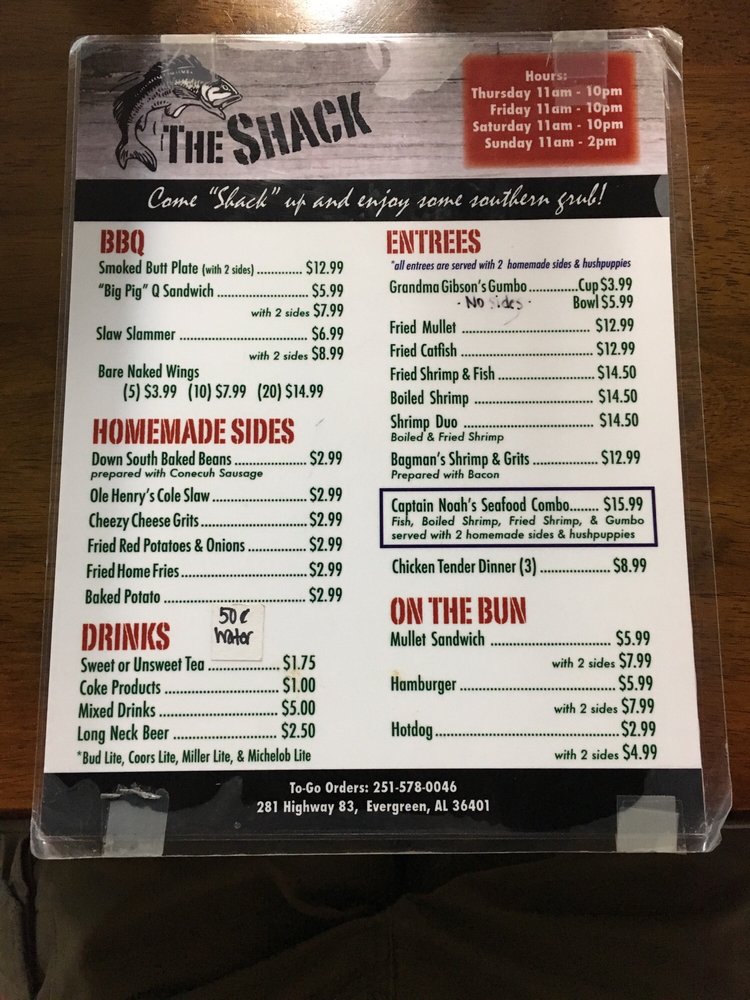 THE SHACK
Hours:
Thursday 11am - 10pm
Friday 11am - 10pm
Saturday 11am - 10pm
Sunday 11am - 2pm
Come "Shack" up and enjoy some southern grub!
BBQ
Smoked Butt Plate (with 2 sides) ............ $12.99
"Big Pig" Q Sandwich ........................ $5.99
with 2 sides $7.99
Slaw Slammer ................................. $6.99
with 2 sides $8.99
Bare Naked Wings
(5) $3.99 (10) $7.99 (20) $14.99
HOMEMADE SIDES
Down South Baked Beans ................... $2.99
prepared with Conecuh Sausage
Ole Henry's Cole Slaw......................... $2.99
Cheezy Cheese Grits........................... $2.99
Fried Red Potatoes & Onions ................ $2.99
Fried Home Fries................................ $2.99
Baked Potato .................................... $2.99
50¢
Water
DRINKS
Sweet or Unsweet Tea .................. $1.75
Coke Products ............................. $1.00
Mixed Drinks .............................. $5.00
Long Neck Beer ........................... $2.50
*Bud Lite, Coors Lite, Miller Lite, & Michelob Lite
ENTREES
*all entrees are served with 2 homemade sides & hushpuppies
Grandma Gibson's Gumbo .............Cup $3.99
- No Sides - Bowl $5.99
Fried Mullet ................................ $12.99
Fried Catfish ................................ $12.99
Fried Shrimp & Fish ........................ $14.50
Boiled Shrimp .............................. $14.50
Shrimp Duo ................................ $14.50
Boiled & Fried Shrimp
Bagman's Shrimp & Grits ................. $12.99
Prepared with Bacon
Captain Noah's Seafood Combo....... $15.99
Fish, Boiled Shrimp, Fried Shrimp, & Gumbo
served with 2 homemade sides & hushpuppies
Chicken Tender Dinner (3) .................. $8.99
ON THE BUN
Mullet Sandwich .............................. $5.99
with 2 sides $7.99
Hamburger ..................................... $5.99
with 2 sides $7.99
Hotdog........................................... $2.99
with 2 sides $4.99
To-Go Orders: 251-578-0046
281 Highway 83, Evergreen, AL 36401